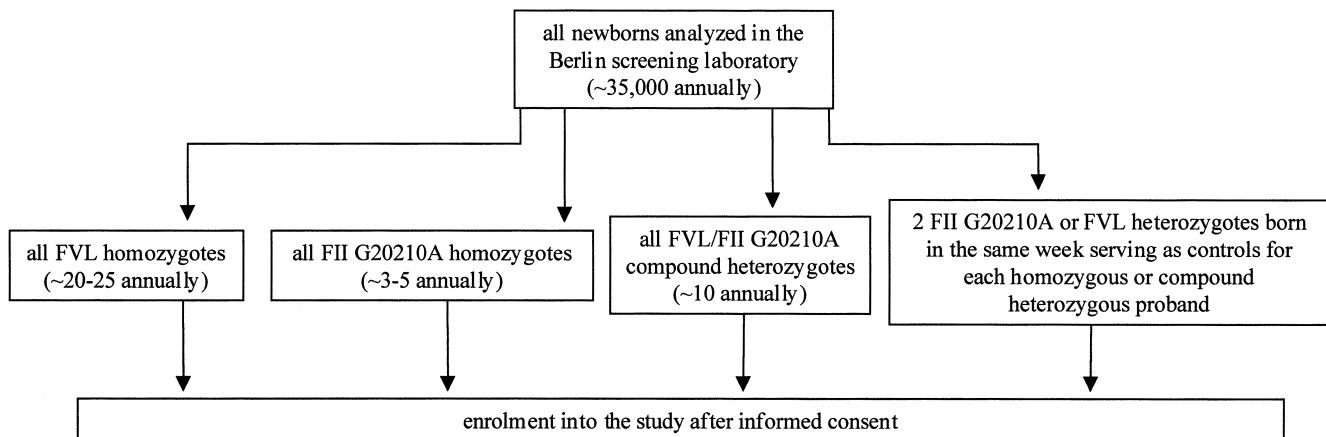 all newborns analyzed in the
Berlin screening laboratory
(~35,000 annually)
all FVL homozygotes
(~20-25 annually)
all FII G20210A homozygotes
(~3-5 annually)
all FVL/FII G20210A
compound heterozygotes
(~10 annually)
2 FII G20210A or FVL heterozygotes born
in the same week serving as controls for
each homozygous or compound
heterozygous proband
enrolment into the study after informed consent